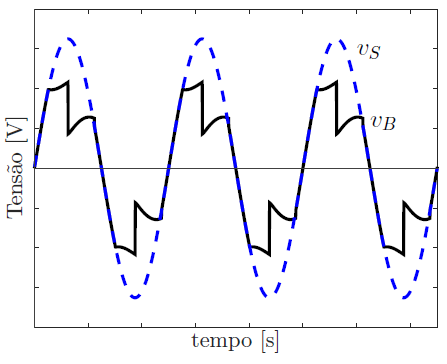 v_S
v_B
Tensão [V]
tempo [s]